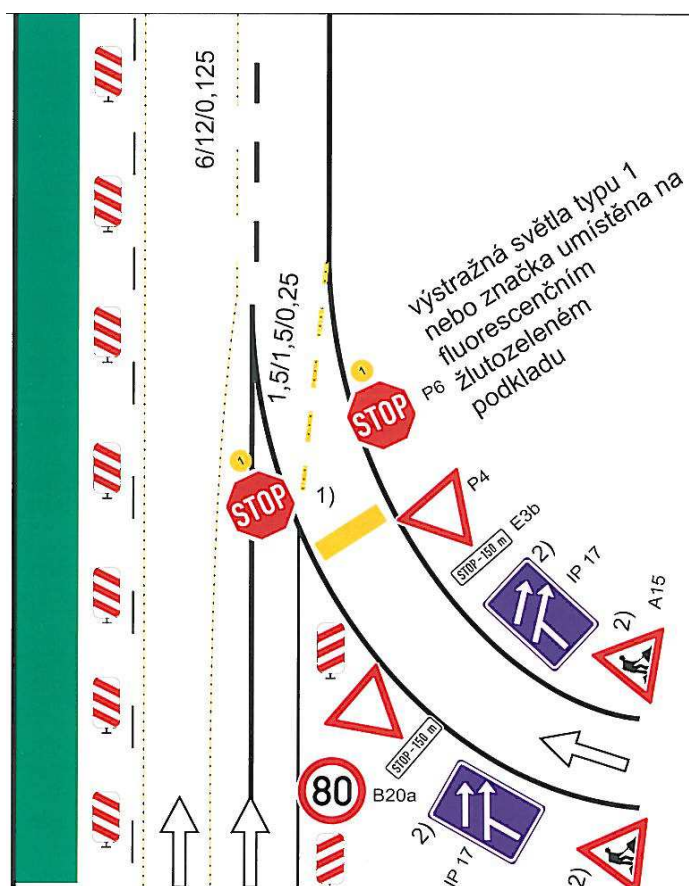 6/12/0,125
výstražná světla typu 1
nebo značka umístěna na
fluorescenčním
žlutozeleném
podkladu
1,5/1,5/0,25
1
STOP
P6
1
STOP
1)
P4
STOP-150 m
E3b
2)
IP 17
2)
A15
STOP-150 m
80
B20a
2)
IP 17
2)